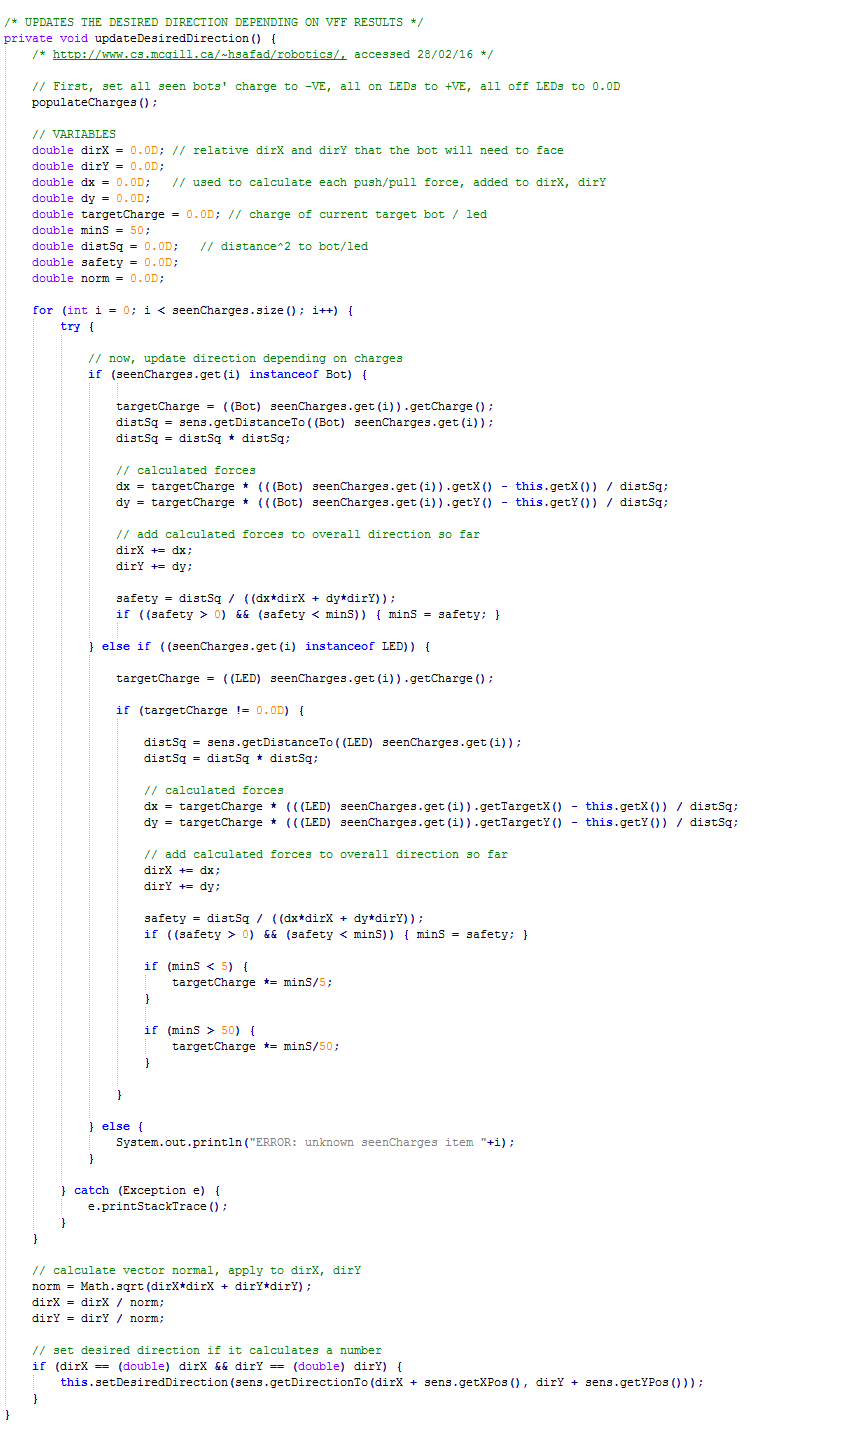 /* UPDATES THE DESIRED DIRECTION DEPENDING ON VFF RESULTS */
private void updateDesiredDirection() {
    /* http://www.cs.mcgill.ca/~hsafad/robotics/, accessed 28/02/16 */

    // First, set all seen bots' charge to -VE, all on LEDs to +VE, all off LEDs to 0.0D
    populateCharges();

    // VARIABLES
    double dirX = 0.0D; // relative dirX and dirY that the bot will need to face
    double dirY = 0.0D;
    double dx = 0.0D;   // used to calculate each push/pull force, added to dirX, dirY
    double dy = 0.0D;
    double targetCharge = 0.0D; // charge of current target bot / led
    double minS = 50;
    double distSq = 0.0D;   // distance^2 to bot/led
    double safety = 0.0D;
    double norm = 0.0D;

    for (int i = 0; i < seenCharges.size(); i++) {
        try {

            // now, update direction depending on charges
            if (seenCharges.get(i) instanceof Bot) {

                targetCharge = ((Bot) seenCharges.get(i)).getCharge();
                distSq = sens.getDistanceTo((Bot) seenCharges.get(i));
                distSq = distSq * distSq;

                // calculated forces
                dx = targetCharge * (((Bot) seenCharges.get(i)).getX() - this.getX()) / distSq;
                dy = targetCharge * (((Bot) seenCharges.get(i)).getY() - this.getY()) / distSq;

                // add calculated forces to overall direction so far
                dirX += dx;
                dirY += dy;

                safety = distSq / ((dx*dirX + dy*dirY));
                if ((safety > 0) && (safety < minS)) { minS = safety; }

            } else if ((seenCharges.get(i) instanceof LED)) {

                targetCharge = ((LED) seenCharges.get(i)).getCharge();

                if (targetCharge != 0.0D) {

                    distSq = sens.getDistanceTo((LED) seenCharges.get(i));
                    distSq = distSq * distSq;

                    // calculated forces
                    dx = targetCharge * (((LED) seenCharges.get(i)).getTargetX() - this.getX()) / distSq;
                    dy = targetCharge * (((LED) seenCharges.get(i)).getTargetY() - this.getY()) / distSq;

                    // add calculated forces to overall direction so far
                    dirX += dx;
                    dirY += dy;

                    safety = distSq / ((dx*dirX + dy*dirY));
                    if ((safety > 0) && (safety < minS)) { minS = safety; }

                    if (minS < 5) {
                        targetCharge *= minS/5;
                    }

                    if (minS > 50) {
                        targetCharge *= minS/50;
                    }

                }

            } else {
                System.out.println("ERROR: unknown seenCharges item "+i);
            }

        } catch (Exception e) {
            e.printStackTrace();
        }
    }

    // calculate vector normal, apply to dirX, dirY
    norm = Math.sqrt(dirX*dirX + dirY*dirY);
    dirX = dirX / norm;
    dirY = dirY / norm;

    // set desired direction if it calculates a number
    if (dirX == (double) dirX && dirY == (double) dirY) {
        this.setDesiredDirection(sens.getDirectionTo(dirX + sens.getXPos(), dirY + sens.getYPos()));
    }
}